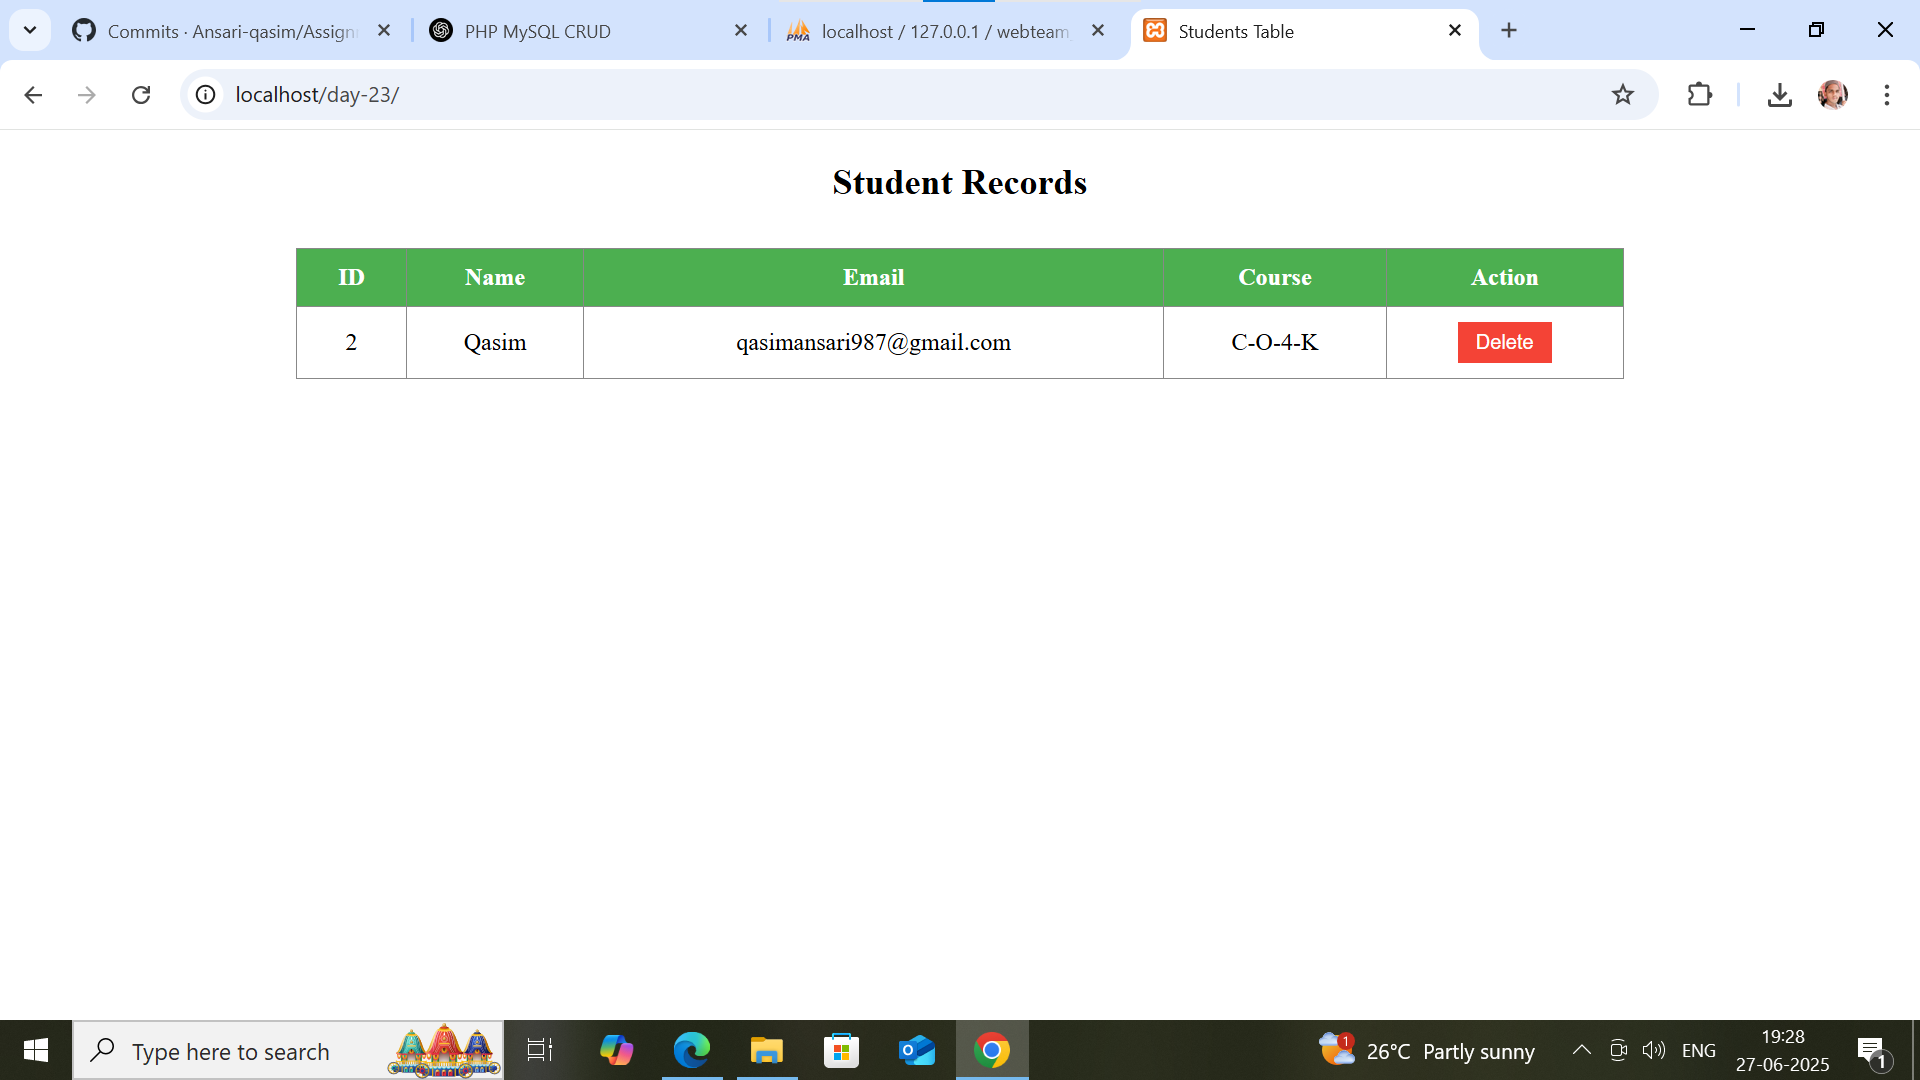 Commits · Ansari-qasim/Assign
PHP MySQL CRUD
PMA
localhost / 127.0.0.1 / webteam
Students Table
localhost/day-23/
Student Records
ID Name Email Course Action
2 Qasim qasimansari987@gmail.com C-O-4-K Delete
Type here to search
1
26°C Partly sunny
ENG
19:28
27-06-2025
1